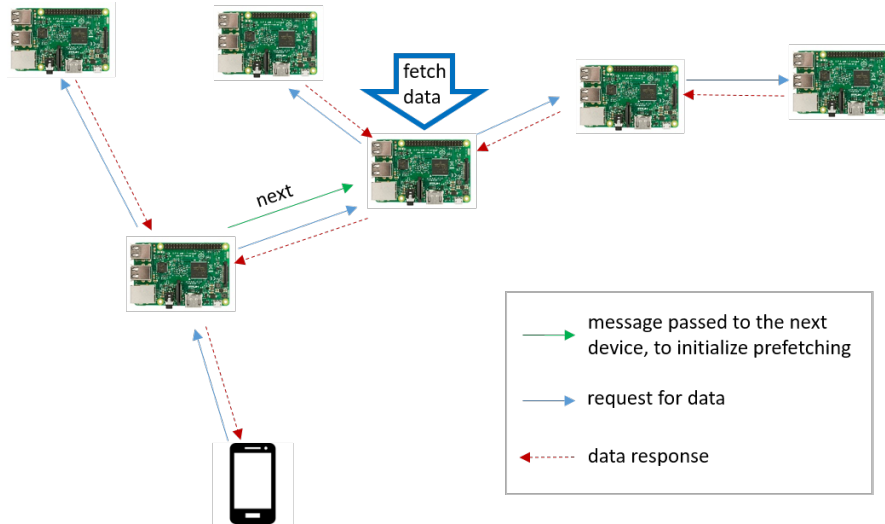 fetch
data
next
message passed to the next
device, to initialize prefetching
request for data
data response